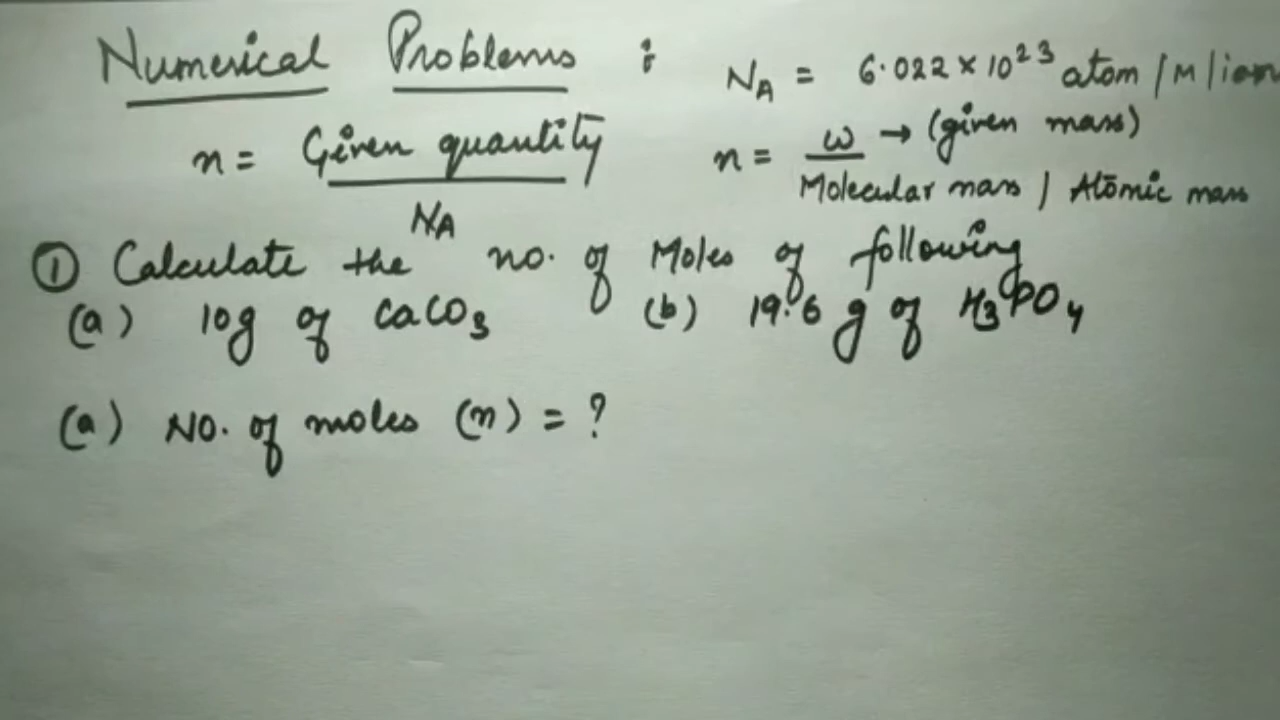 Numerical Problems :
n = Given quantity / NA
NA = 6.022 × 10²³ atom / M / ion
n = w → (given mass) / Molecular mass / Atomic mass
① Calculate the no. of Moles of following
(a) 10g of CaCO₃ (b) 19.6 g of H₃PO₄
(a) NO. of moles (n) = ?